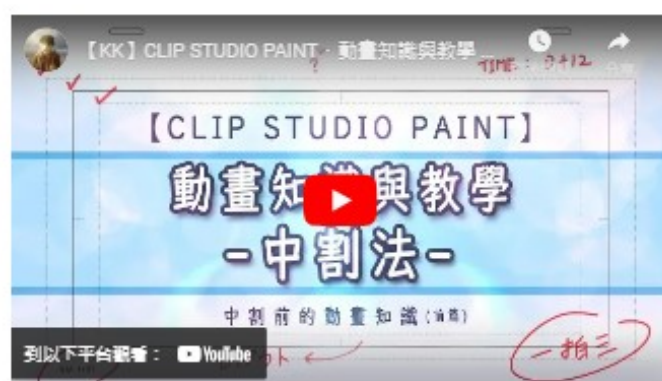 【KK】CLIP STUDIO PAINT - 動畫知識與教學 ...
?
TIME: 3+12
分享
【CLIP STUDIO PAINT】
動畫知識與教學
-中割法-
中割前的動畫知識(前篇)
一拍三
到以下平台觀看： YouTube